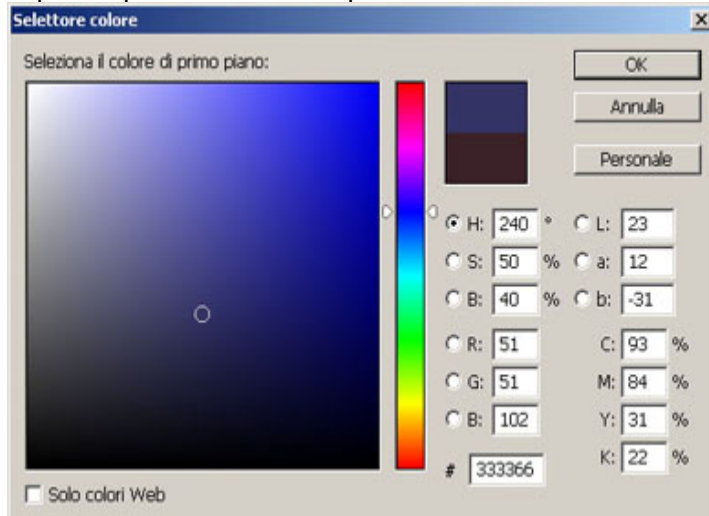 Selettore colore
Seleziona il colore di primo piano:
OK
Annulla
Personale
H: 240 ° L: 23
S: 50 % a: 12
B: 40 % b: -31
R: 51 C: 93 %
G: 51 M: 84 %
B: 102 Y: 31 %
# 333366 K: 22 %
Solo colori Web